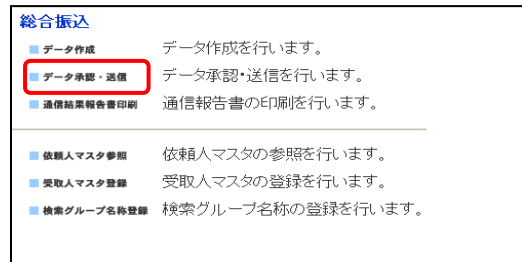 総合振込
データ作成 データ作成を行います。
データ承認・送信 データ承認・送信を行います。
通信結果報告書印刷 通信報告書の印刷を行います。
依頼人マスタ参照 依頼人マスタの参照を行います。
受取人マスタ登録 受取人マスタの登録を行います。
検索グループ名称登録 検索グループ名称の登録を行います。